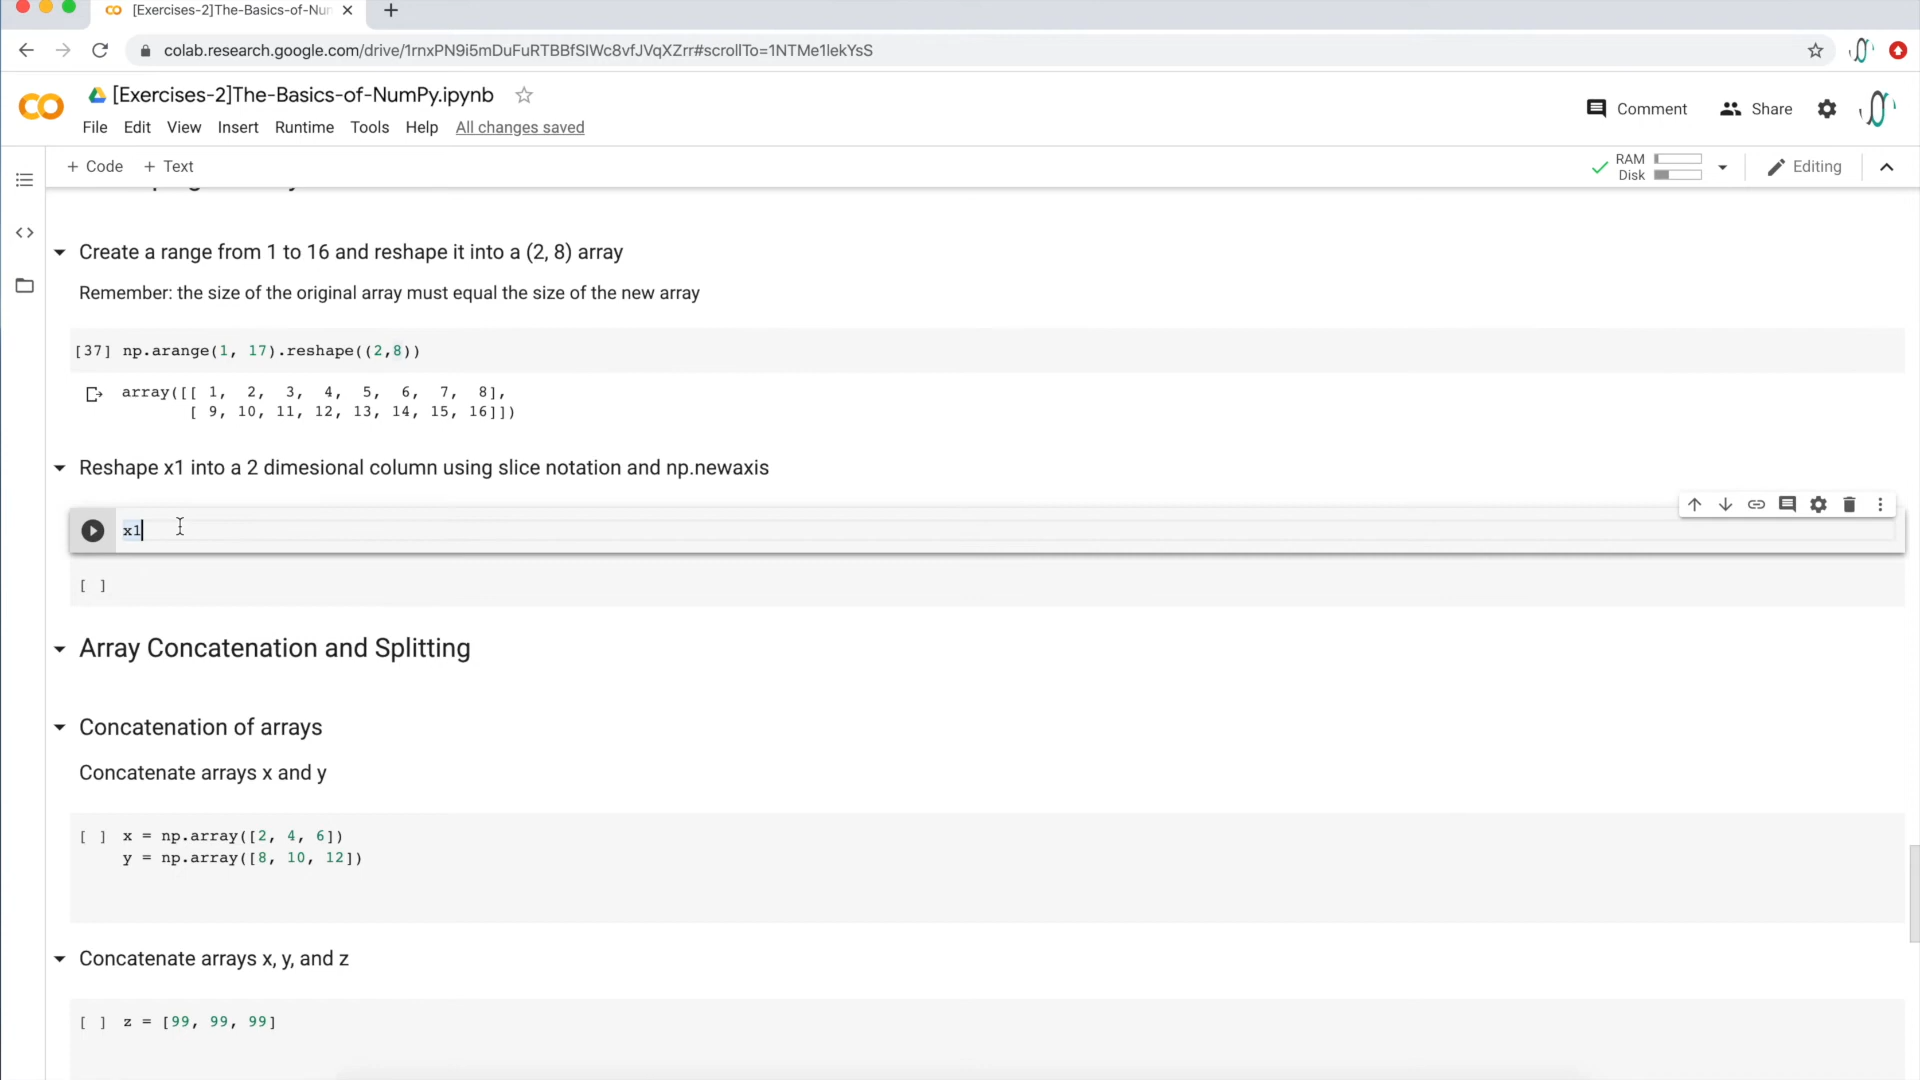 [Exercises-2]The-Basics-of-Nu
colab.research.google.com/drive/1rnxPN9i5mDuFuRTBBfSlWc8vfJVqXZrr#scrollTo=1NTMe1lekYsS
[Exercises-2]The-Basics-of-NumPy.ipynb
Comment
Share
File Edit View Insert Runtime Tools Help All changes saved
+ Code + Text
RAM
Disk
Editing
Create a range from 1 to 16 and reshape it into a (2, 8) array
Remember: the size of the original array must equal the size of the new array
[37] np.arange(1, 17).reshape((2,8))
array([[ 1, 2, 3, 4, 5, 6, 7, 8],
[ 9, 10, 11, 12, 13, 14, 15, 16]])
Reshape x1 into a 2 dimesional column using slice notation and np.newaxis
x1
[ ]
Array Concatenation and Splitting
Concatenation of arrays
Concatenate arrays x and y
[ ] x = np.array([2, 4, 6])
y = np.array([8, 10, 12])
Concatenate arrays x, y, and z
[ ] z = [99, 99, 99]